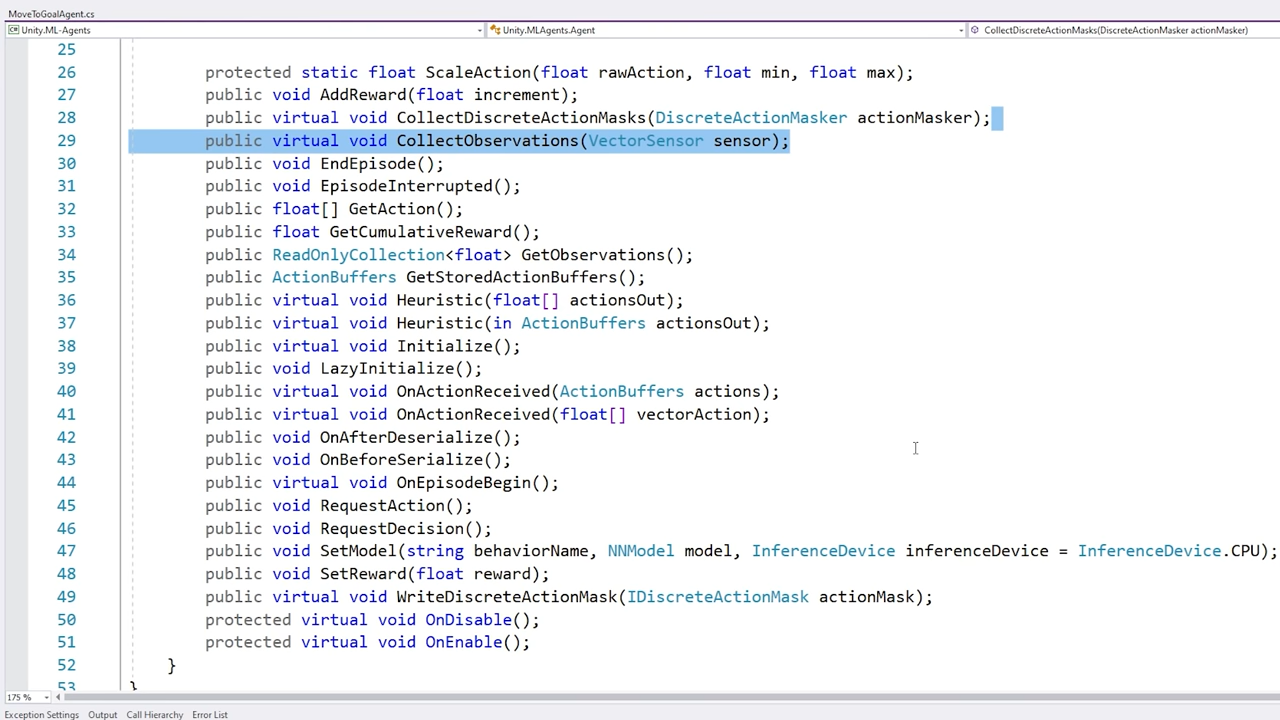 MoveToGoalAgent.cs
Unity.ML-Agents Unity.MLAgents.Agent CollectDiscreteActionMasks(DiscreteActionMasker actionMasker)
25
26 protected static float ScaleAction(float rawAction, float min, float max);
27 public void AddReward(float increment);
28 public virtual void CollectDiscreteActionMasks(DiscreteActionMasker actionMasker);
29 public virtual void CollectObservations(VectorSensor sensor);
30 public void EndEpisode();
31 public void EpisodeInterrupted();
32 public float[] GetAction();
33 public float GetCumulativeReward();
34 public ReadOnlyCollection<float> GetObservations();
35 public ActionBuffers GetStoredActionBuffers();
36 public virtual void Heuristic(float[] actionsOut);
37 public virtual void Heuristic(in ActionBuffers actionsOut);
38 public virtual void Initialize();
39 public void LazyInitialize();
40 public virtual void OnActionReceived(ActionBuffers actions);
41 public virtual void OnActionReceived(float[] vectorAction);
42 public void OnAfterDeserialize();
43 public void OnBeforeSerialize();
44 public virtual void OnEpisodeBegin();
45 public void RequestAction();
46 public void RequestDecision();
47 public void SetModel(string behaviorName, NNModel model, InferenceDevice inferenceDevice = InferenceDevice.CPU);
48 public void SetReward(float reward);
49 public virtual void WriteDiscreteActionMask(IDiscreteActionMask actionMask);
50 protected virtual void OnDisable();
51 protected virtual void OnEnable();
52 }
53 }
175 %
Exception Settings Output Call Hierarchy Error List